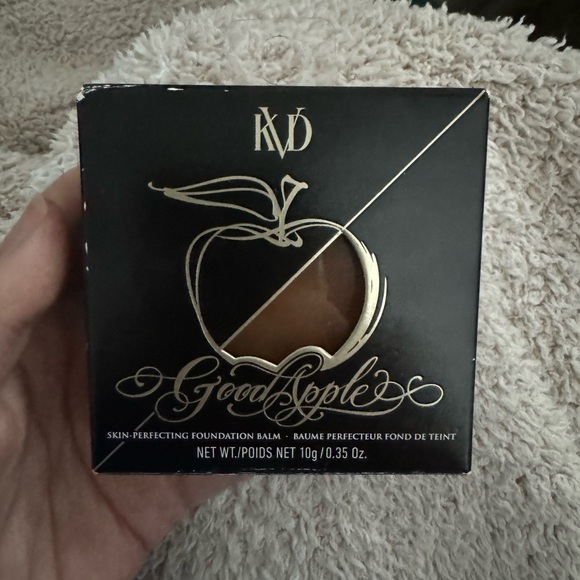 KVD
Good Apple
SKIN-PERFECTING FOUNDATION BALM · BAUME PERFECTEUR FOND DE TEINT
NET WT./POIDS NET 10g/0.35 Oz.